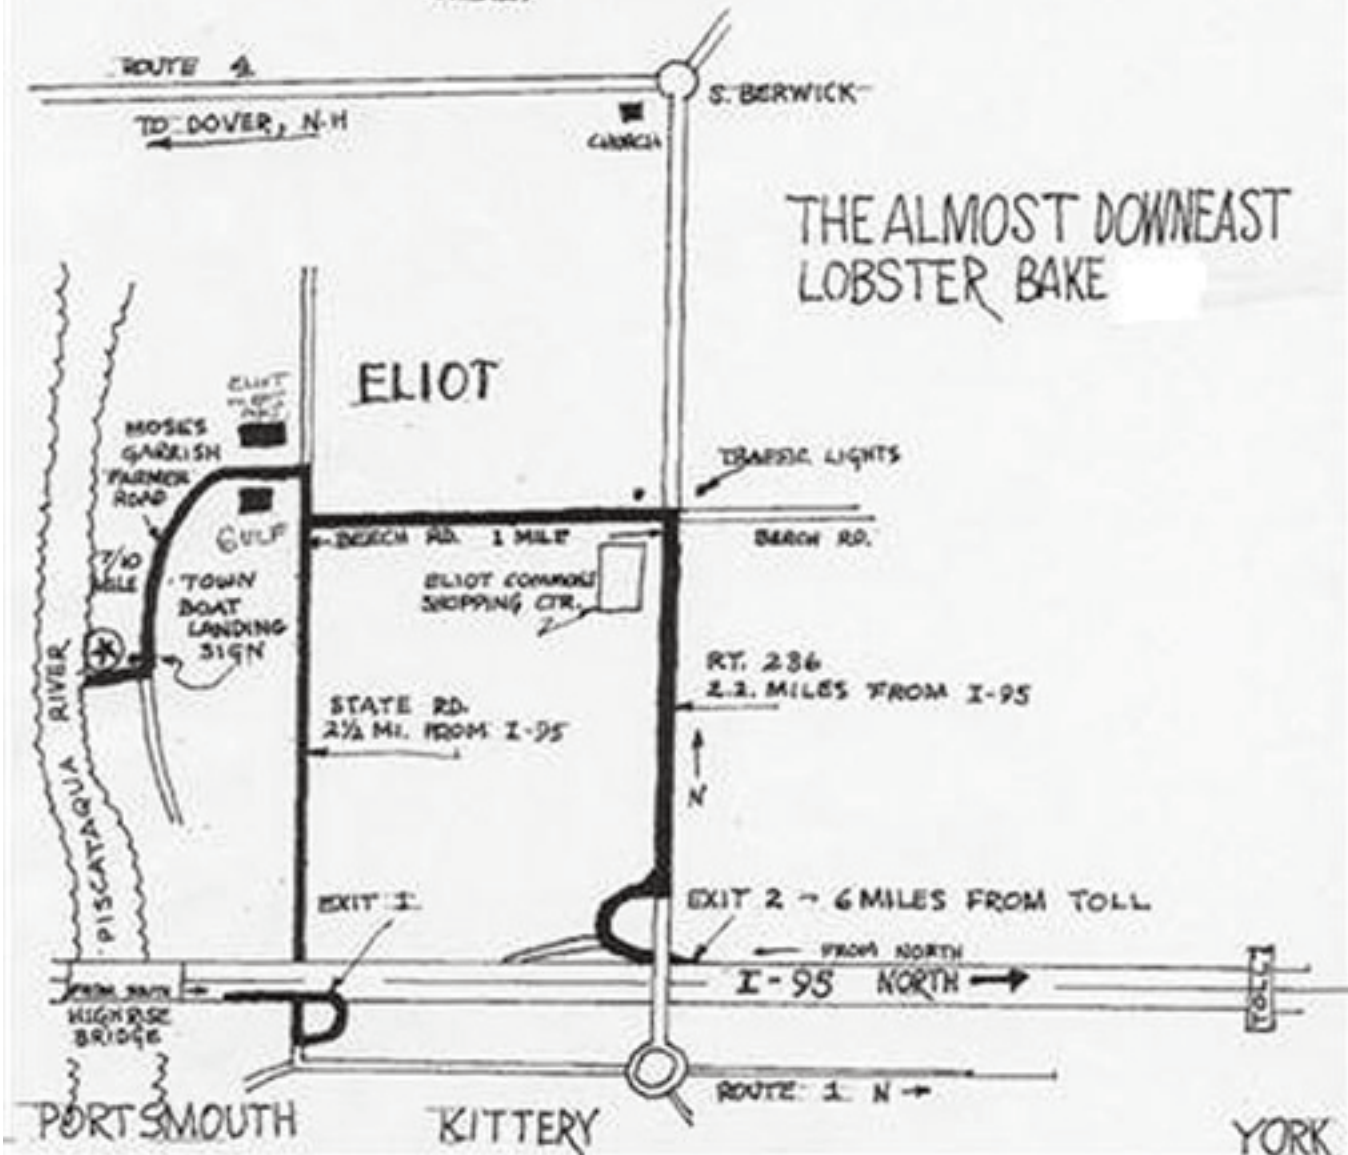 ROUTE 4
TO DOVER, N.H
S. BERWICK
CHURCH
THE ALMOST DOWNEAST
LOBSTER BAKE
ELIOT
ELIOT
MOSES
GARRISH
FARMER
ROAD
TRAFFIC LIGHTS
GULF
BEECH RD. 1 MILE
BEECH RD.
7/10
MILE
TOWN
BOAT
LANDING
SIGN
ELIOT COMMONS
SHOPPING CTR.
RT. 236
2.2. MILES FROM I-95
STATE RD.
2½ MI. FROM I-95
N
PISCATAQUA RIVER
EXIT 1
EXIT 2 - 6 MILES FROM TOLL
FROM NORTH
I-95 NORTH
TOLL
FROM SOUTH
HIGH RISE
BRIDGE
ROUTE 1 N
PORTSMOUTH
KITTERY
YORK